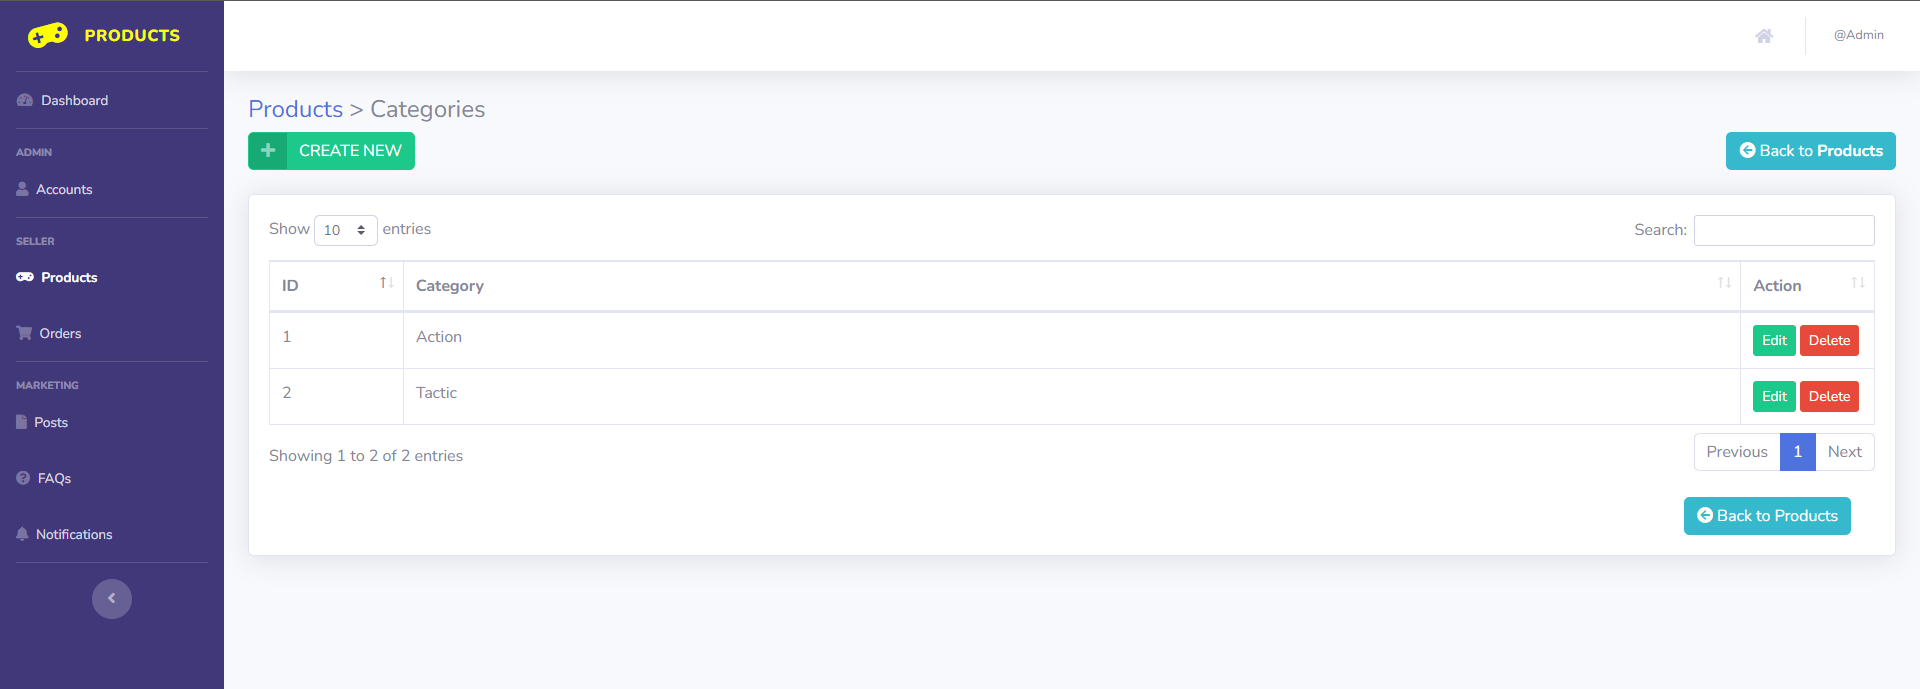 PRODUCTS
@Admin
Dashboard
ADMIN
Accounts
SELLER
Products
Orders
MARKETING
Posts
FAQs
Notifications
Products > Categories
CREATE NEW
Back to Products
Show 10 entries
Search:
ID Category Action
1 Action Edit Delete
2 Tactic Edit Delete
Showing 1 to 2 of 2 entries
Previous 1 Next
Back to Products